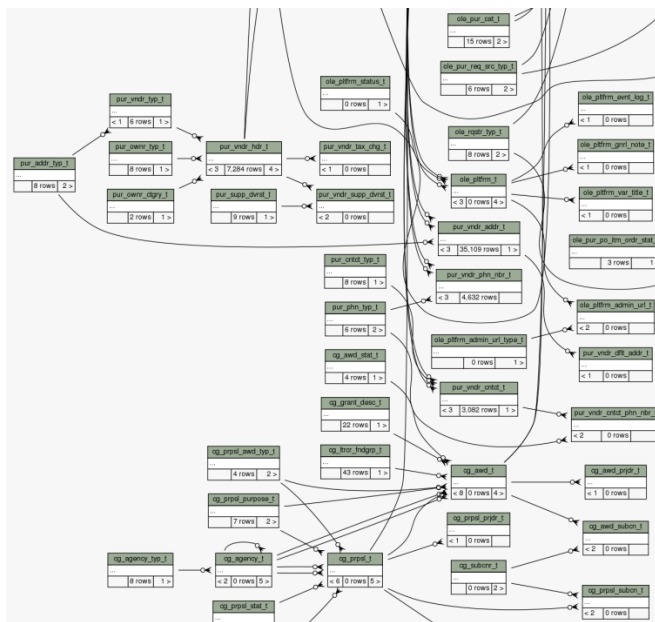 ole_pur_cat_t
...
15 rows 2 >
ole_pur_req_src_typ_t
...
6 rows 2 >
ole_pltfrm_status_t
...
0 rows 1 >
ole_pltfrm_evnt_log_t
...
< 1 0 rows
pur_vndr_typ_t
...
< 1 6 rows 1 >
ole_rqstr_typ_t
...
8 rows 2 >
pur_ownr_typ_t
...
8 rows 1 >
pur_vndr_hdr_t
...
< 3 7,284 rows 4 >
pur_vndr_tax_chg_t
...
< 1 0 rows
ole_pltfrm_gnrl_note_t
...
< 1 0 rows
pur_addr_typ_t
...
8 rows 2 >
ole_pltfrm_t
...
< 3 0 rows 4 >
pur_ownr_ctgry_t
...
2 rows 1 >
pur_supp_dvrst_t
...
9 rows 1 >
pur_vndr_supp_dvrst_t
...
< 2 0 rows
ole_pltfrm_var_title_t
...
< 1 0 rows
pur_vndr_addr_t
...
< 3 35,109 rows 1 >
ole_pur_po_itm_ordr_stat_
...
3 rows 1
pur_cntct_typ_t
...
8 rows 1 >
pur_vndr_phn_nbr_t
...
< 3 4,632 rows
pur_phn_typ_t
...
6 rows 2 >
ole_pltfrm_admin_url_t
...
< 2 0 rows
ole_pltfrm_admin_url_type_t
...
0 rows 1 >
cg_awd_stat_t
...
4 rows 1 >
pur_vndr_dflt_addr_t
...
< 1 0 rows
pur_vndr_cntct_t
...
< 3 3,082 rows 1 >
cg_grant_desc_t
...
22 rows 1 >
pur_vndr_cntct_phn_nbr_t
...
< 2 0 rows
cg_prpsl_awd_typ_t
...
4 rows 2 >
cg_ltrcr_fndgrp_t
...
43 rows 1 >
cg_awd_t
...
< 8 0 rows 4 >
cg_awd_prjdr_t
...
< 1 0 rows
cg_prpsl_purpose_t
...
7 rows 2 >
cg_prpsl_prjdr_t
...
< 1 0 rows
cg_awd_subcn_t
...
< 2 0 rows
cg_agency_typ_t
...
8 rows 1 >
cg_agency_t
...
< 2 0 rows 5 >
cg_prpsl_t
...
< 6 0 rows 5 >
cg_subcnr_t
...
0 rows 2 >
cg_prpsl_subcn_t
...
< 2 0 rows
cg_prpsl_stat_t
...